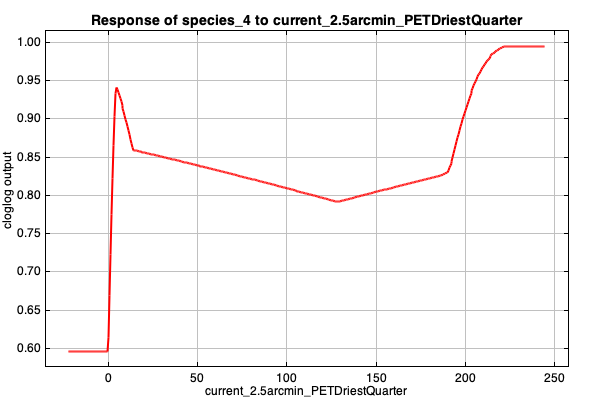 Response of species_4 to current_2.5arcmin_PETDriestQuarter
1.00
0.95
0.90
0.85
0.80
0.75
0.70
0.65
0.60
cloglog output
0 50 100 150 200 250
current_2.5arcmin_PETDriestQuarter